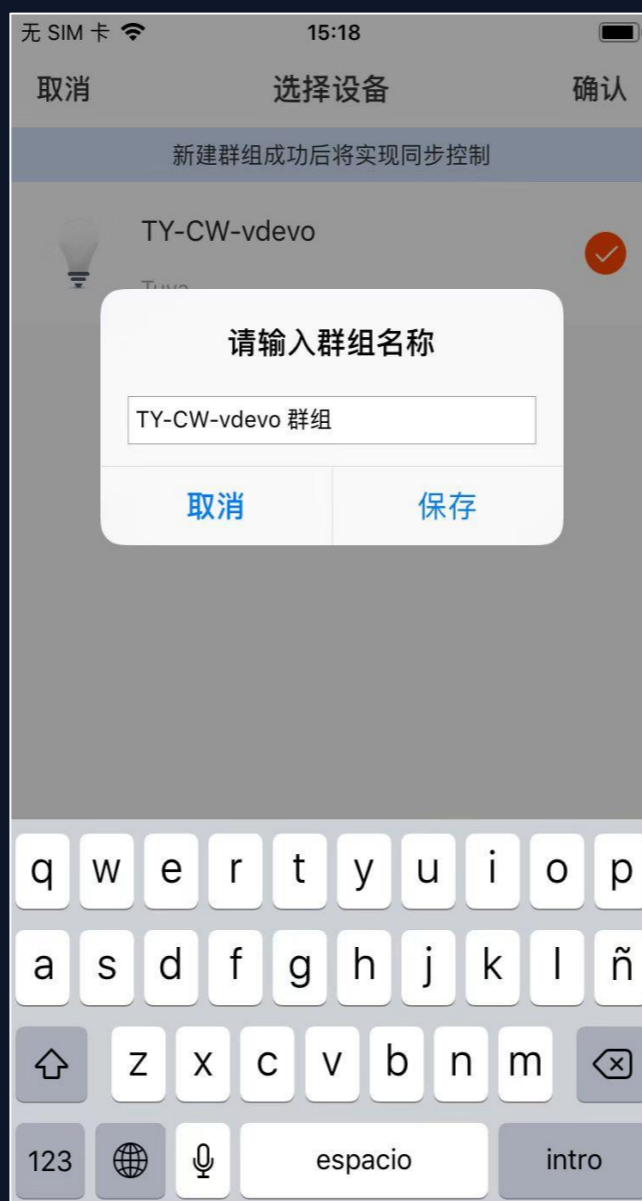 无 SIM 卡
15:18
取消
选择设备
确认
新建群组成功后将实现同步控制
TY-CW-vdevo
Tuya
请输入群组名称
TY-CW-vdevo 群组
取消
保存
q w e r t y u i o p
a s d f g h j k l ñ
z x c v b n m
123
espacio
intro